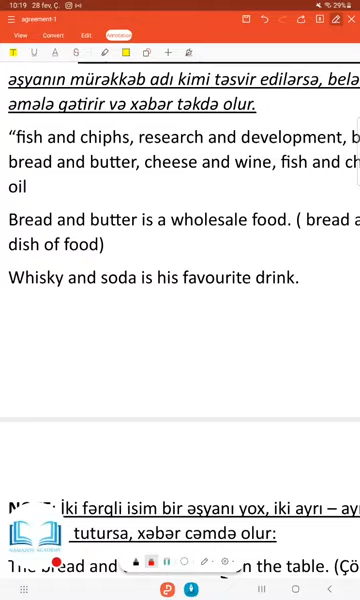 10:19 28 fev, Ç. 29%
agreement-1
View Convert Edit Annotation
T U A S
əşyanın mürəkkəb adı kimi təsvir edilərsə, belə
əmələ gətirir və xəbər təkdə olur.
“fish and chiphs, research and development, b
bread and butter, cheese and wine, fish and ch
oil
Bread and butter is a wholesale food. ( bread a
dish of food)
Whisky and soda is his favourite drink.
İki fərqli isim bir əşyanı yox, iki ayrı – ay
tutursa, xəbər cəmdə olur:
The bread and on the table. (Çö